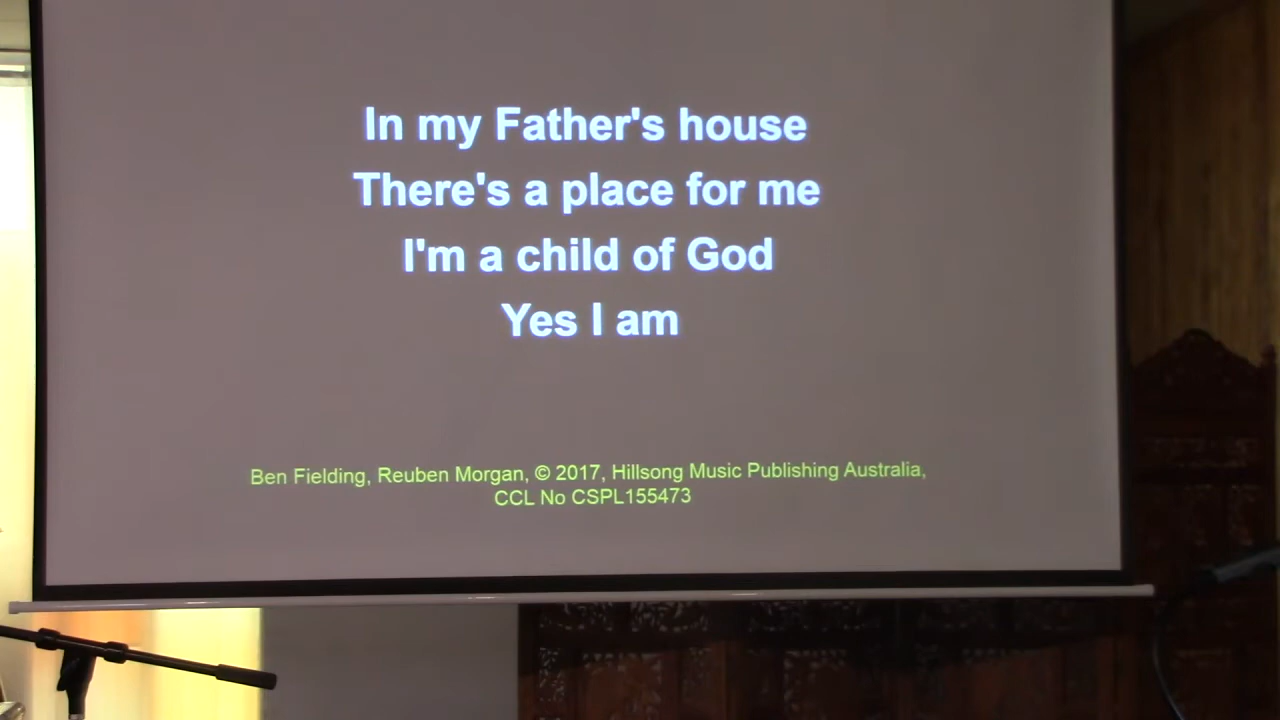 In my Father's house
There's a place for me
I'm a child of God
Yes I am
Ben Fielding, Reuben Morgan, © 2017, Hillsong Music Publishing Australia,
CCL No CSPL155473